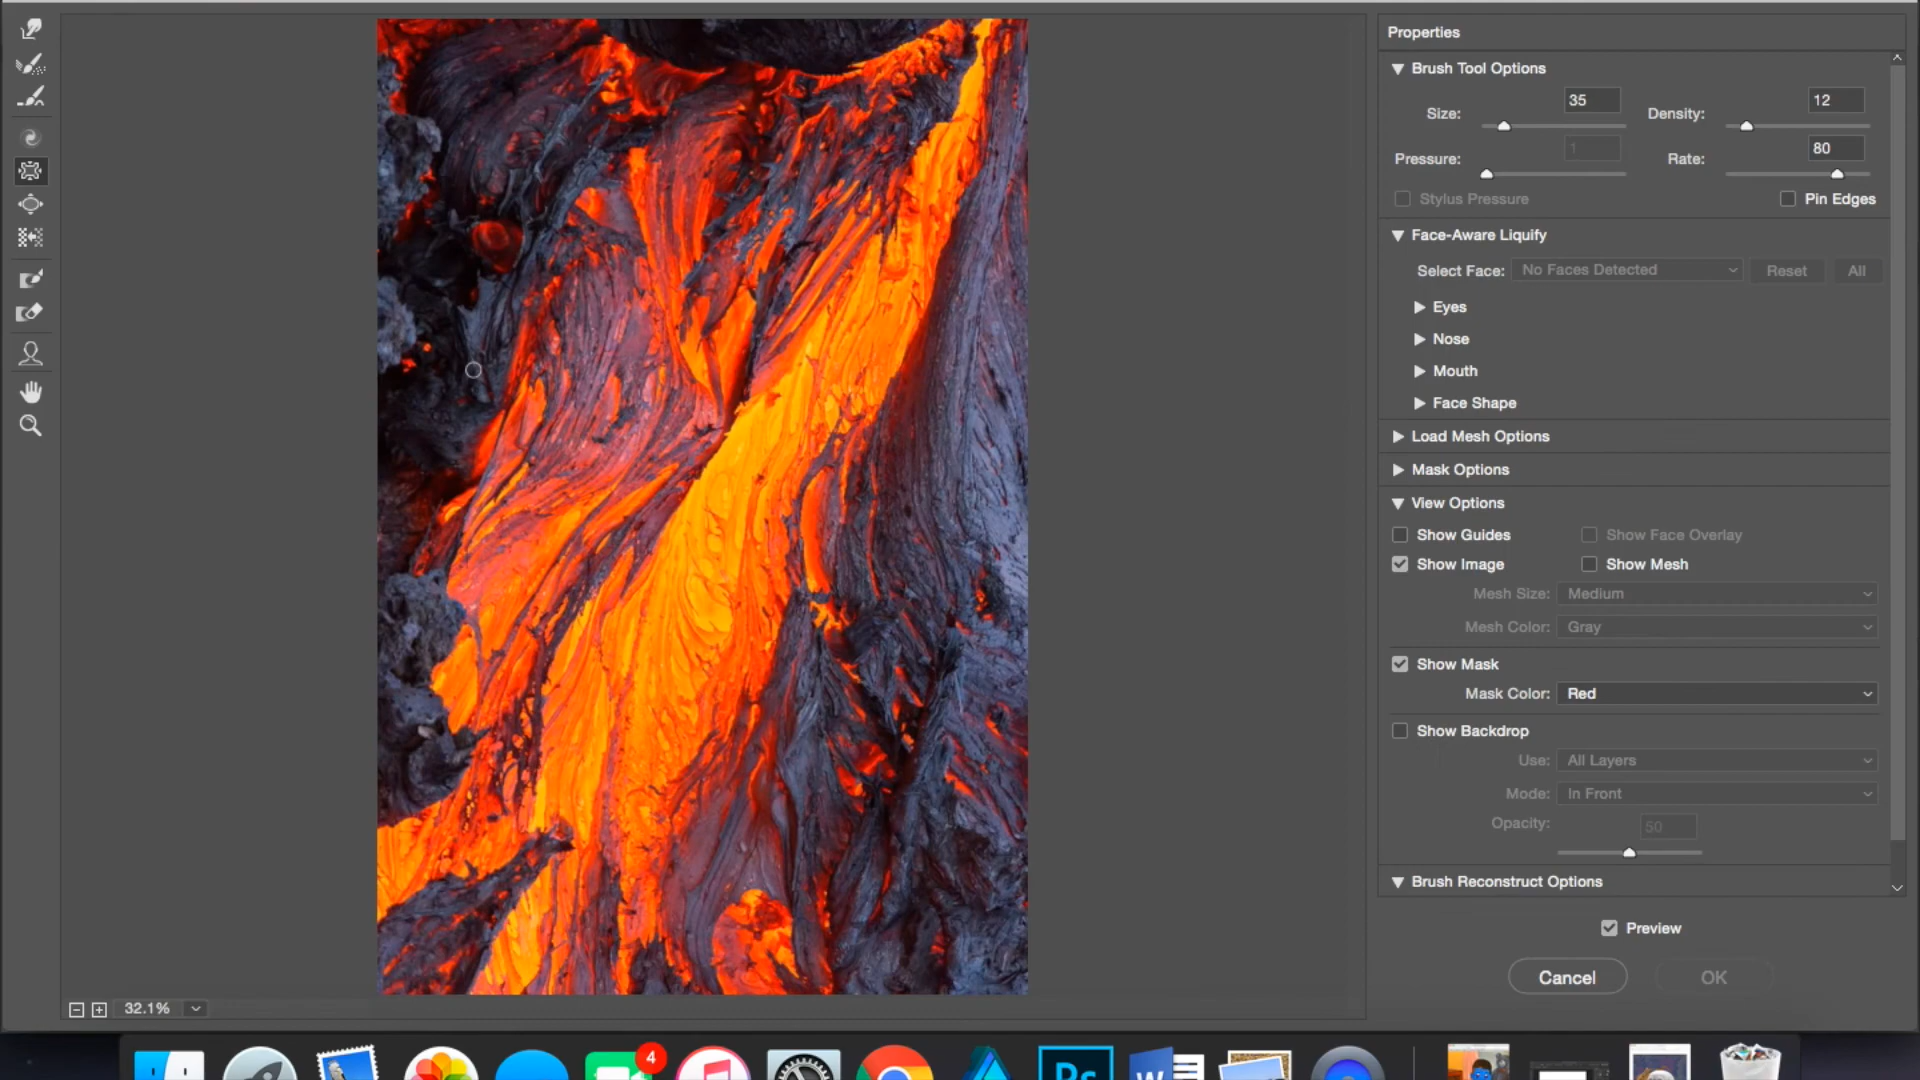 Properties
Brush Tool Options
Size: 35 Density: 12
Pressure: 1 Rate: 80
Stylus Pressure Pin Edges
Face-Aware Liquify
Select Face: No Faces Detected Reset All
Eyes
Nose
Mouth
Face Shape
Load Mesh Options
Mask Options
View Options
Show Guides Show Face Overlay
Show Image Show Mesh
Mesh Size: Medium
Mesh Color: Gray
Show Mask
Mask Color: Red
Show Backdrop
Use: All Layers
Mode: In Front
Opacity: 50
Brush Reconstruct Options
Preview
Cancel OK
32.1%
4
Ps
W